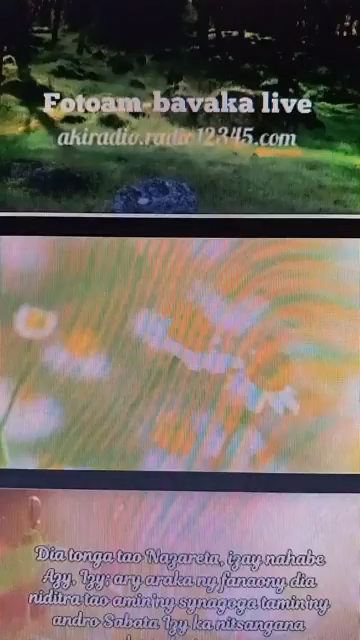 Fotoam-bavaka live
akiradio.radio12345.com
Dia tonga tao Nazareta, izay nahabe
Azy, Izy; ary araka ny fanaony dia
niditra tao amin'ny synagoga tamin'ny
andro Sabata Izy ka nitsangana